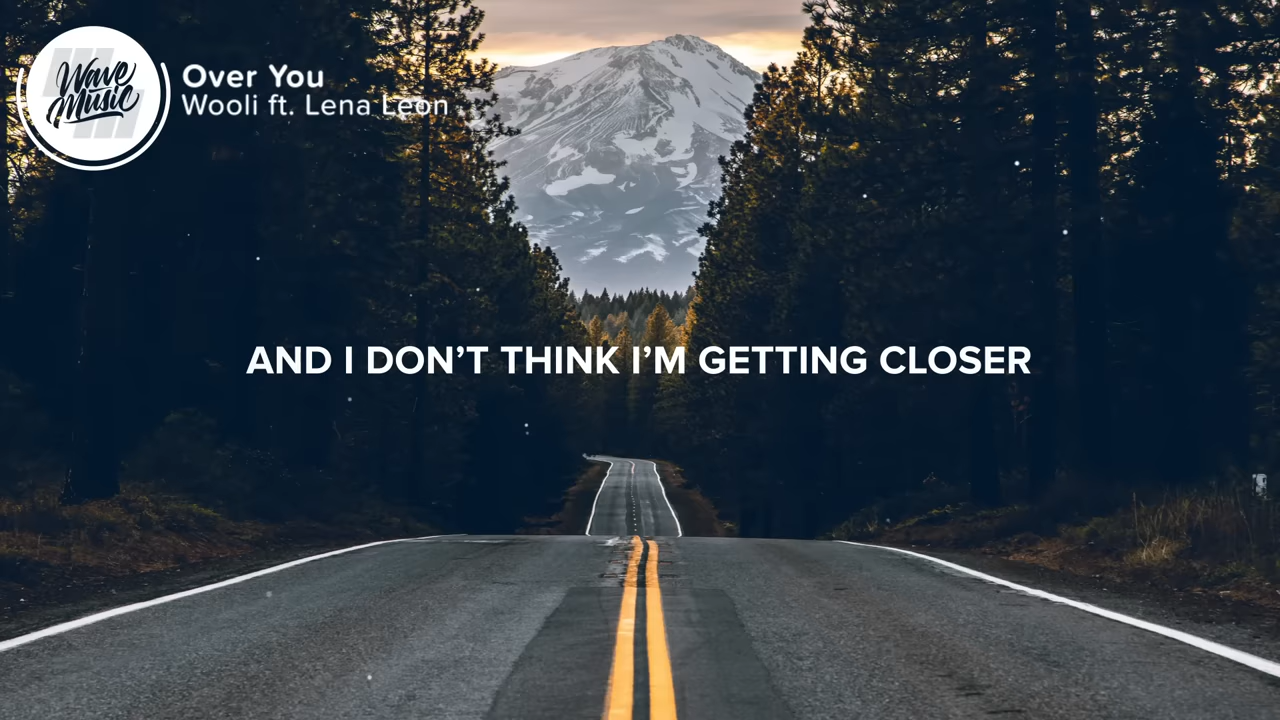 Wave
Music
Over You
Wooli ft. Lena Leon
AND I DON’T THINK I’M GETTING CLOSER